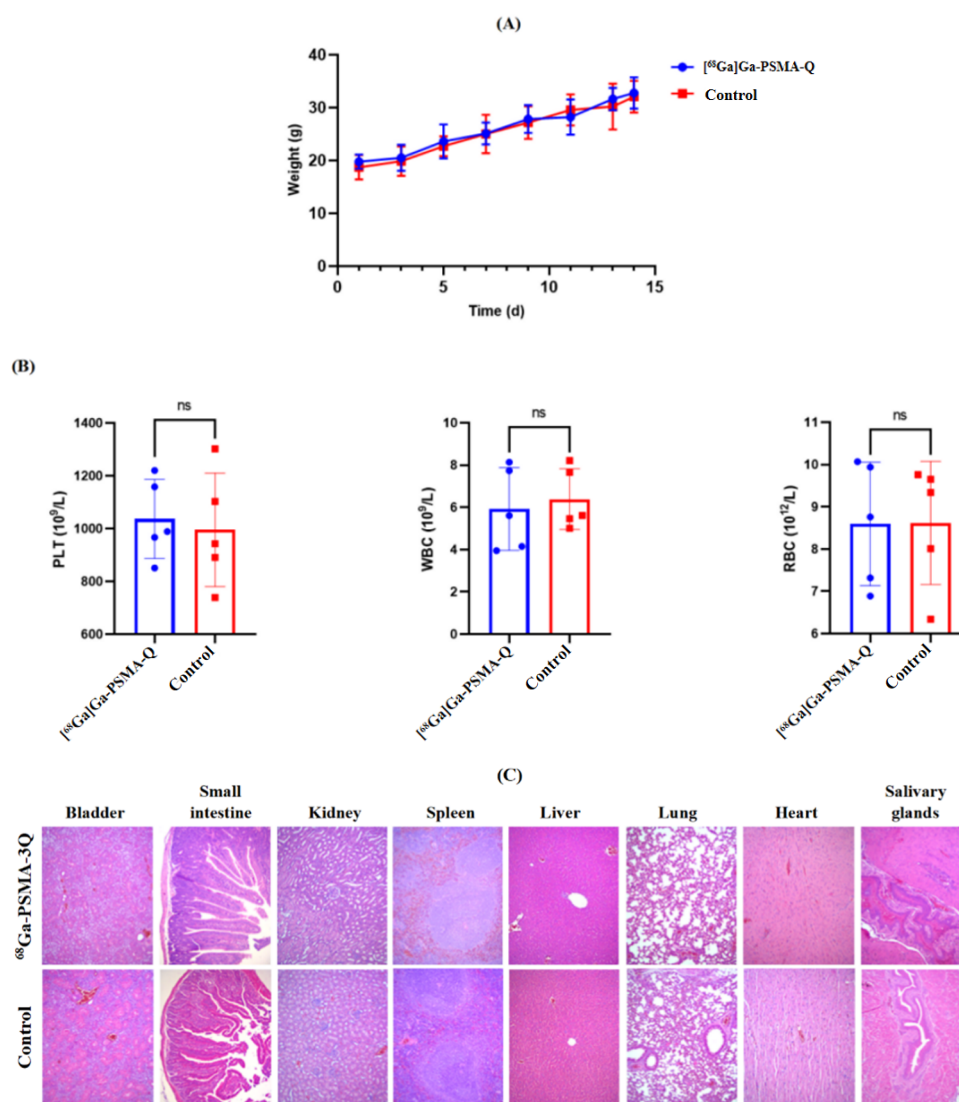 (A)
40
30
20
10
0
Weight (g)
0 5 10 15
Time (d)
[⁶⁸Ga]Ga-PSMA-Q
Control
(B)
ns
1400
1200
1000
800
600
PLT (10⁹/L)
[⁶⁸Ga]Ga-PSMA-Q
Control
ns
10
8
6
4
2
0
WBC (10⁹/L)
[⁶⁸Ga]Ga-PSMA-Q
Control
ns
11
10
9
8
7
6
RBC (10¹²/L)
[⁶⁸Ga]Ga-PSMA-Q
Control
(C)
Bladder
Small
intestine
Kidney
Spleen
Liver
Lung
Heart
Salivary
glands
⁶⁸Ga-PSMA-3Q
Control